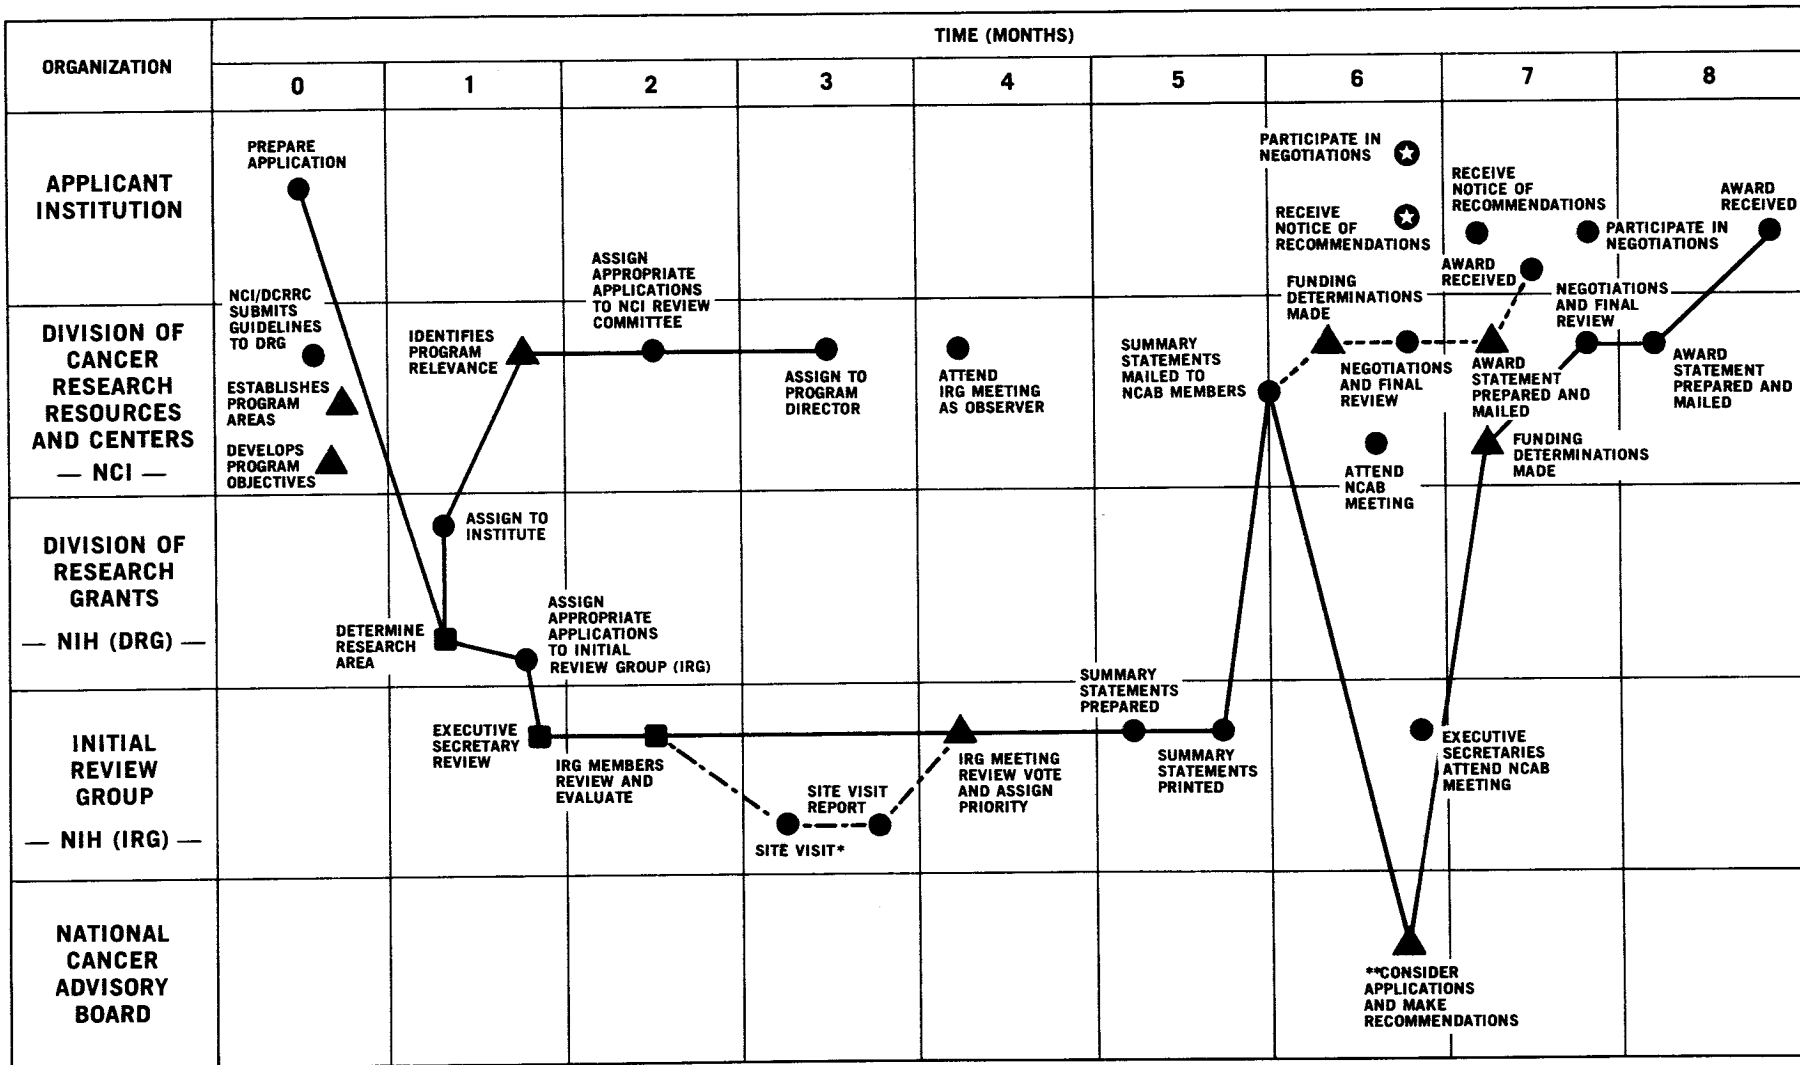 ORGANIZATION
TIME (MONTHS)
0
1
2
3
4
5
6
7
8
APPLICANT
INSTITUTION
PREPARE
APPLICATION
ASSIGN
APPROPRIATE
APPLICATIONS
TO NCI REVIEW
COMMITTEE
PARTICIPATE IN
NEGOTIATIONS
RECEIVE
NOTICE OF
RECOMMENDATIONS
RECEIVE
NOTICE OF
RECOMMENDATIONS
PARTICIPATE IN
NEGOTIATIONS
AWARD
RECEIVED
AWARD
RECEIVED
DIVISION OF
CANCER
RESEARCH
RESOURCES
AND CENTERS
— NCI —
NCI/DCRRC
SUBMITS
GUIDELINES
TO DRG
ESTABLISHES
PROGRAM
AREAS
DEVELOPS
PROGRAM
OBJECTIVES
IDENTIFIES
PROGRAM
RELEVANCE
ASSIGN TO
PROGRAM
DIRECTOR
ATTEND
IRG MEETING
AS OBSERVER
SUMMARY
STATEMENTS
MAILED TO
NCAB MEMBERS
FUNDING
DETERMINATIONS
MADE
NEGOTIATIONS
AND FINAL
REVIEW
ATTEND
NCAB
MEETING
AWARD
STATEMENT
PREPARED AND
MAILED
NEGOTIATIONS
AND FINAL
REVIEW
FUNDING
DETERMINATIONS
MADE
AWARD
STATEMENT
PREPARED AND
MAILED
DIVISION OF
RESEARCH
GRANTS
— NIH (DRG) —
ASSIGN TO
INSTITUTE
DETERMINE
RESEARCH
AREA
ASSIGN
APPROPRIATE
APPLICATIONS
TO INITIAL
REVIEW GROUP (IRG)
INITIAL
REVIEW
GROUP
— NIH (IRG) —
EXECUTIVE
SECRETARY
REVIEW
IRG MEMBERS
REVIEW AND
EVALUATE
SITE VISIT
REPORT
SITE VISIT*
IRG MEETING
REVIEW VOTE
AND ASSIGN
PRIORITY
SUMMARY
STATEMENTS
PREPARED
SUMMARY
STATEMENTS
PRINTED
EXECUTIVE
SECRETARIES
ATTEND NCAB
MEETING
NATIONAL
CANCER
ADVISORY
BOARD
**CONSIDER
APPLICATIONS
AND MAKE
RECOMMENDATIONS